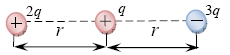 2q q −3q
+ + −
r r